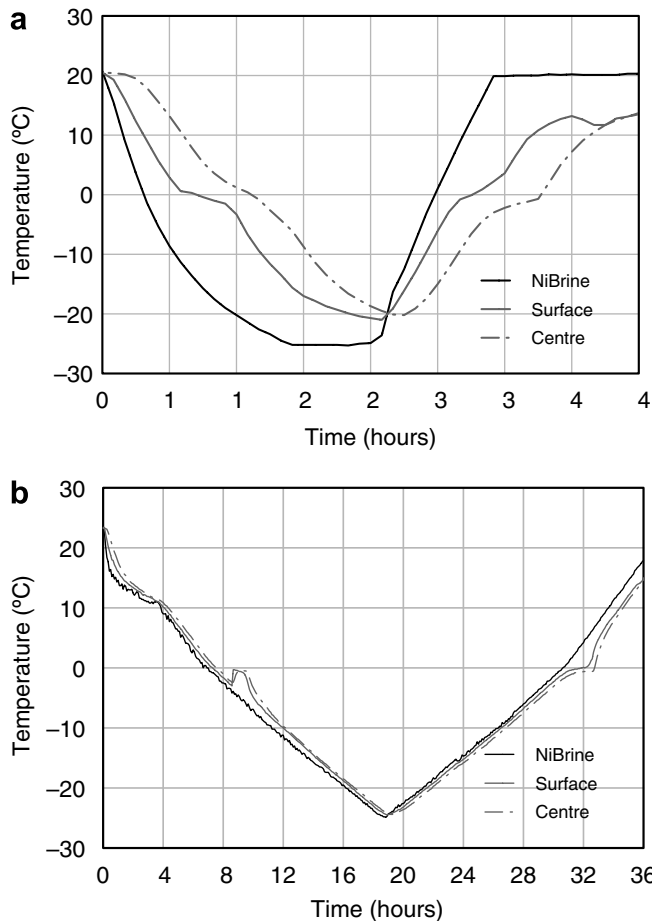 a
30
20
10
0
–10
–20
–30
Temperature (ºC)
NiBrine
Surface
Centre
0 1 1 2 2 3 3 4 4
Time (hours)
b
30
20
10
0
–10
–20
–30
Temperature (ºC)
NiBrine
Surface
Centre
0 4 8 12 16 20 24 28 32 36
Time (hours)